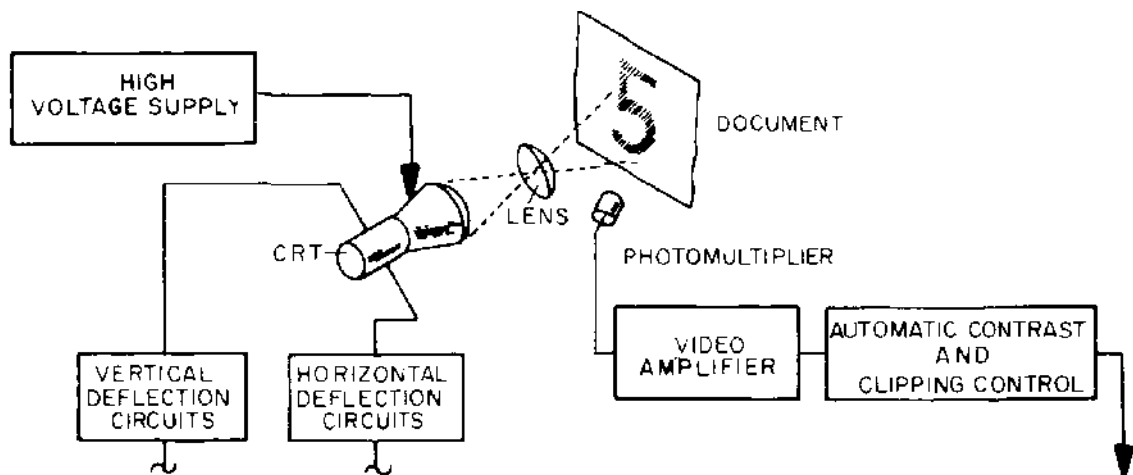 HIGH
VOLTAGE SUPPLY
5
DOCUMENT
LENS
CRT
PHOTOMULTIPLIER
VERTICAL
DEFLECTION
CIRCUITS
HORIZONTAL
DEFLECTION
CIRCUITS
VIDEO
AMPLIFIER
AUTOMATIC CONTRAST
AND
CLIPPING CONTROL